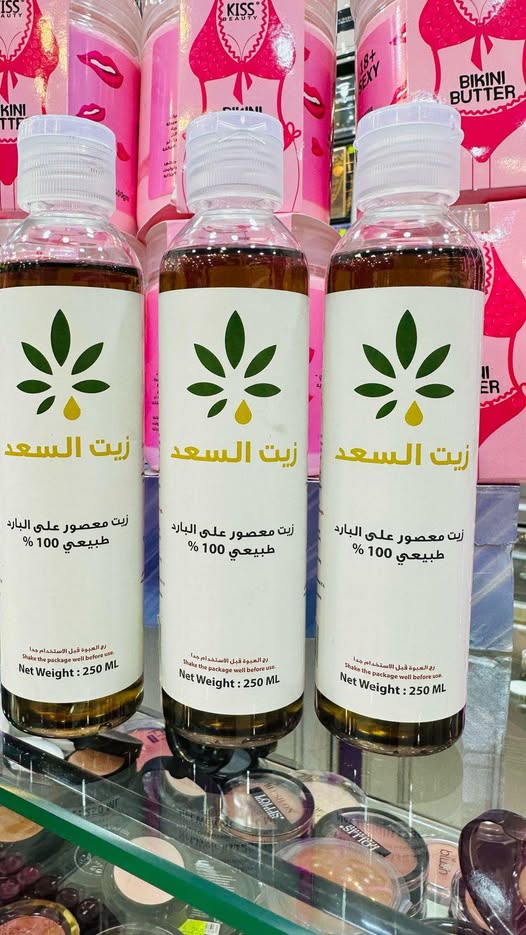 KISS
BEAUTY
KISS
BEAUTY
18+
SEXY
BIKINI
BUTTER
BIKINI
زيت السعد
زيت معصور على البارد
طبيعي 100 %
رج العبوة قبل الاستخدام جدا
Shake the package well before use.
Net Weight : 250 ML
زيت السعد
زيت معصور على البارد
طبيعي 100 %
رج العبوة قبل الاستخدام جدا
Shake the package well before use.
Net Weight : 250 ML
زيت السعد
زيت معصور على البارد
طبيعي 100 %
رج العبوة قبل الاستخدام جدا
Shake the package well before use.
Net Weight : 250 ML